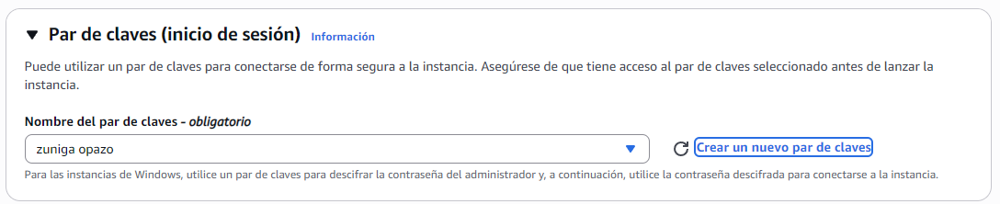 Par de claves (inicio de sesión) Información
Puede utilizar un par de claves para conectarse de forma segura a la instancia. Asegúrese de que tiene acceso al par de claves seleccionado antes de lanzar la
instancia.
Nombre del par de claves - obligatorio
zuniga opazo
Crear un nuevo par de claves
Para las instancias de Windows, utilice un par de claves para descifrar la contraseña del administrador y, a continuación, utilice la contraseña descifrada para conectarse a la instancia.